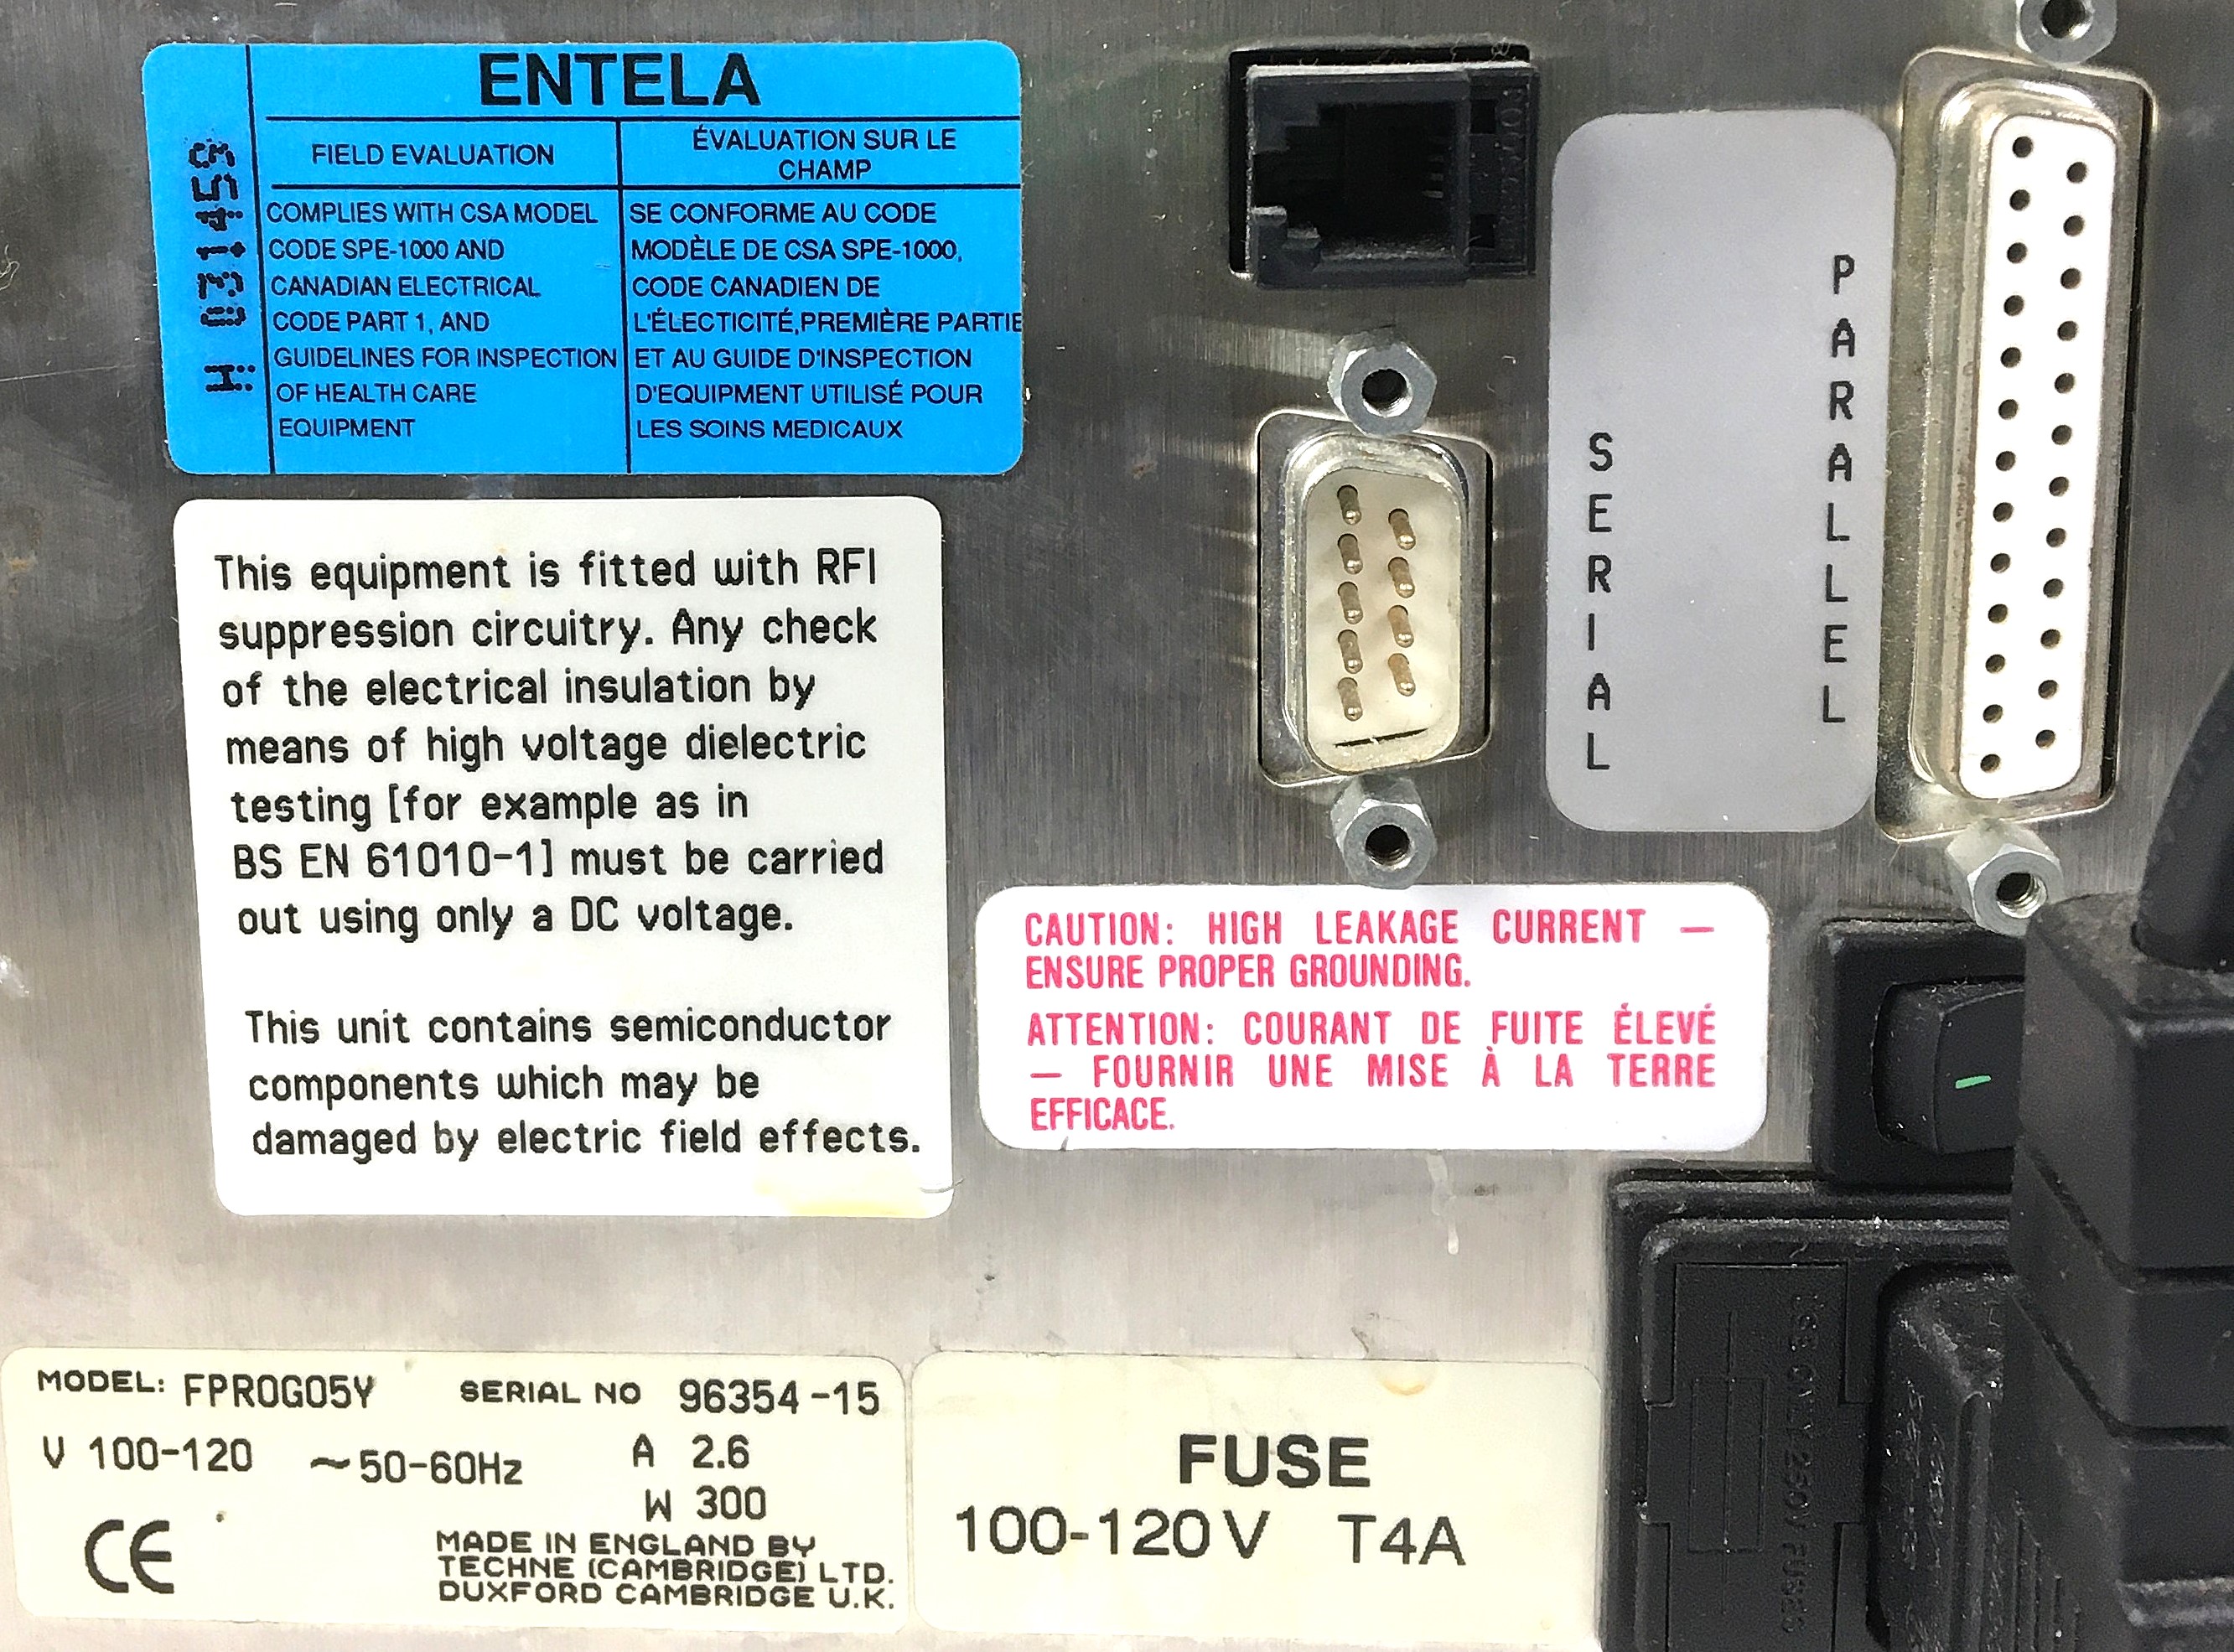 ENTELA
H 031453
FIELD EVALUATION
COMPLIES WITH CSA MODEL
CODE SPE-1000 AND
CANADIAN ELECTRICAL
CODE PART 1, AND
GUIDELINES FOR INSPECTION
OF HEALTH CARE
EQUIPMENT
ÉVALUATION SUR LE
CHAMP
SE CONFORME AU CODE
MODÈLE DE CSA SPE-1000,
CODE CANADIEN DE
L'ÉLECTICITÉ,PREMIÈRE PARTIE
ET AU GUIDE D'INSPECTION
D'EQUIPMENT UTILISÉ POUR
LES SOINS MEDICAUX
SERIAL
PARALLEL
This equipment is fitted with RFI
suppression circuitry. Any check
of the electrical insulation by
means of high voltage dielectric
testing [for example as in
BS EN 61010-1] must be carried
out using only a DC voltage.
This unit contains semiconductor
components which may be
damaged by electric field effects.
CAUTION: HIGH LEAKAGE CURRENT —
ENSURE PROPER GROUNDING.
ATTENTION: COURANT DE FUITE ÉLEVÉ
— FOURNIR UNE MISE À LA TERRE
EFFICACE.
MODEL: FPROG05Y SERIAL NO 96354-15
V 100-120 ~50-60Hz A 2.6
W 300
CE
MADE IN ENGLAND BY
TECHNE (CAMBRIDGE) LTD.
DUXFORD CAMBRIDGE U.K.
FUSE
100-120V T4A
USE ONLY 250V FUSES